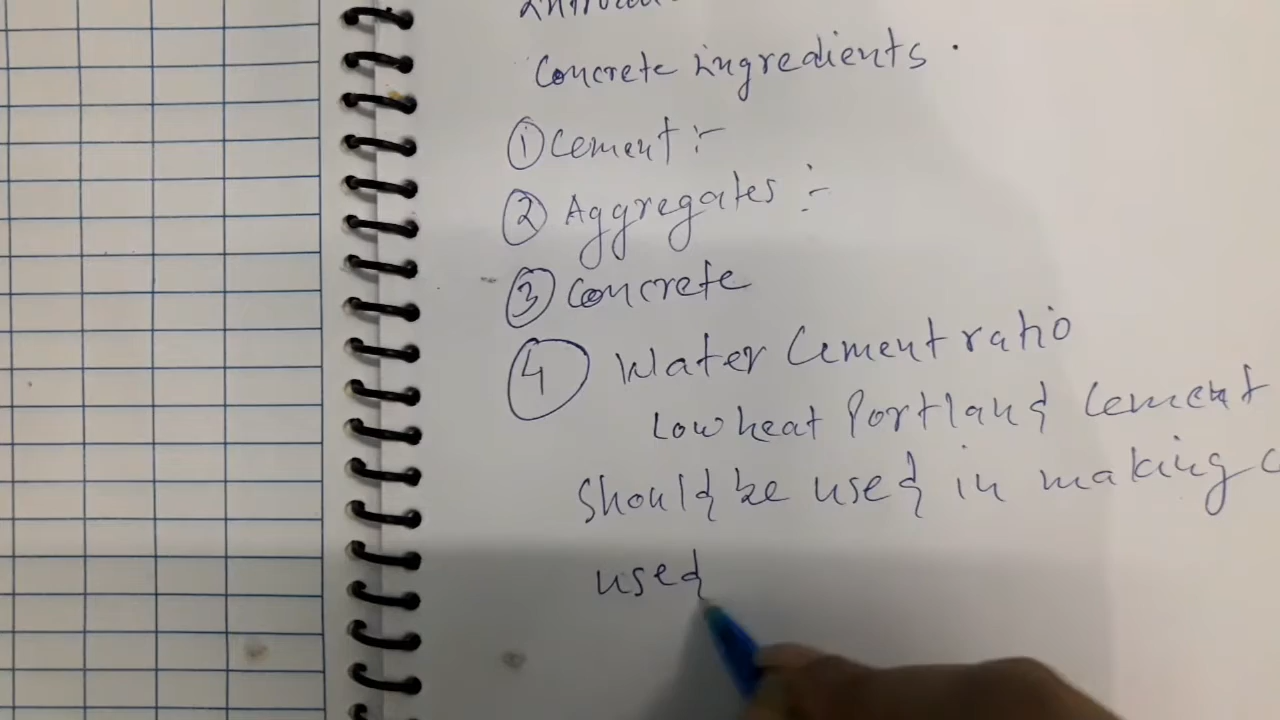 Concrete ingredients.
① Cement :-
② Aggregates :-
③ Concrete
④ Water Cement ratio
Low heat Portland Cement
Should be used in making
used